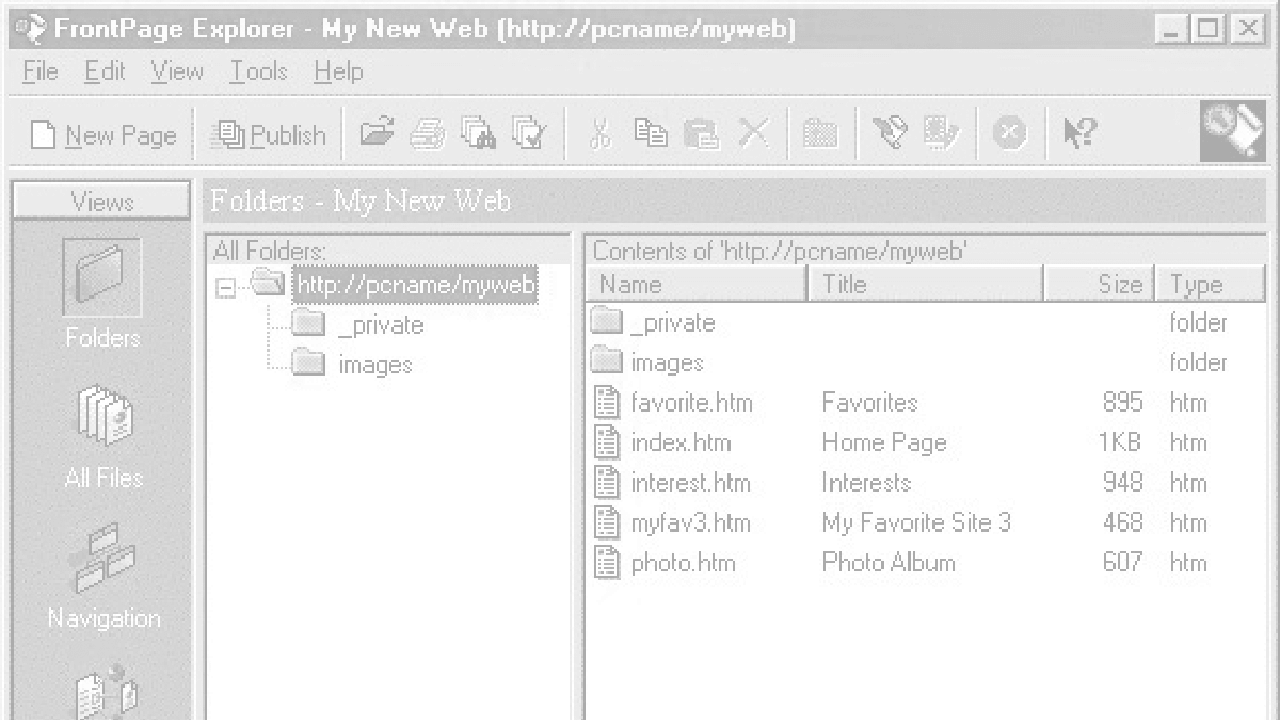 FrontPage Explorer - My New Web (http://pcname/myweb)
File Edit View Tools Help
New Page Publish
Views
Folders
All Files
Navigation
Folders - My New Web
All Folders:
http://pcname/myweb
_private
images
Contents of 'http://pcname/myweb'
Name Title Size Type
_private folder
images folder
favorite.htm Favorites 895 htm
index.htm Home Page 1KB htm
interest.htm Interests 948 htm
myfav3.htm My Favorite Site 3 468 htm
photo.htm Photo Album 607 htm